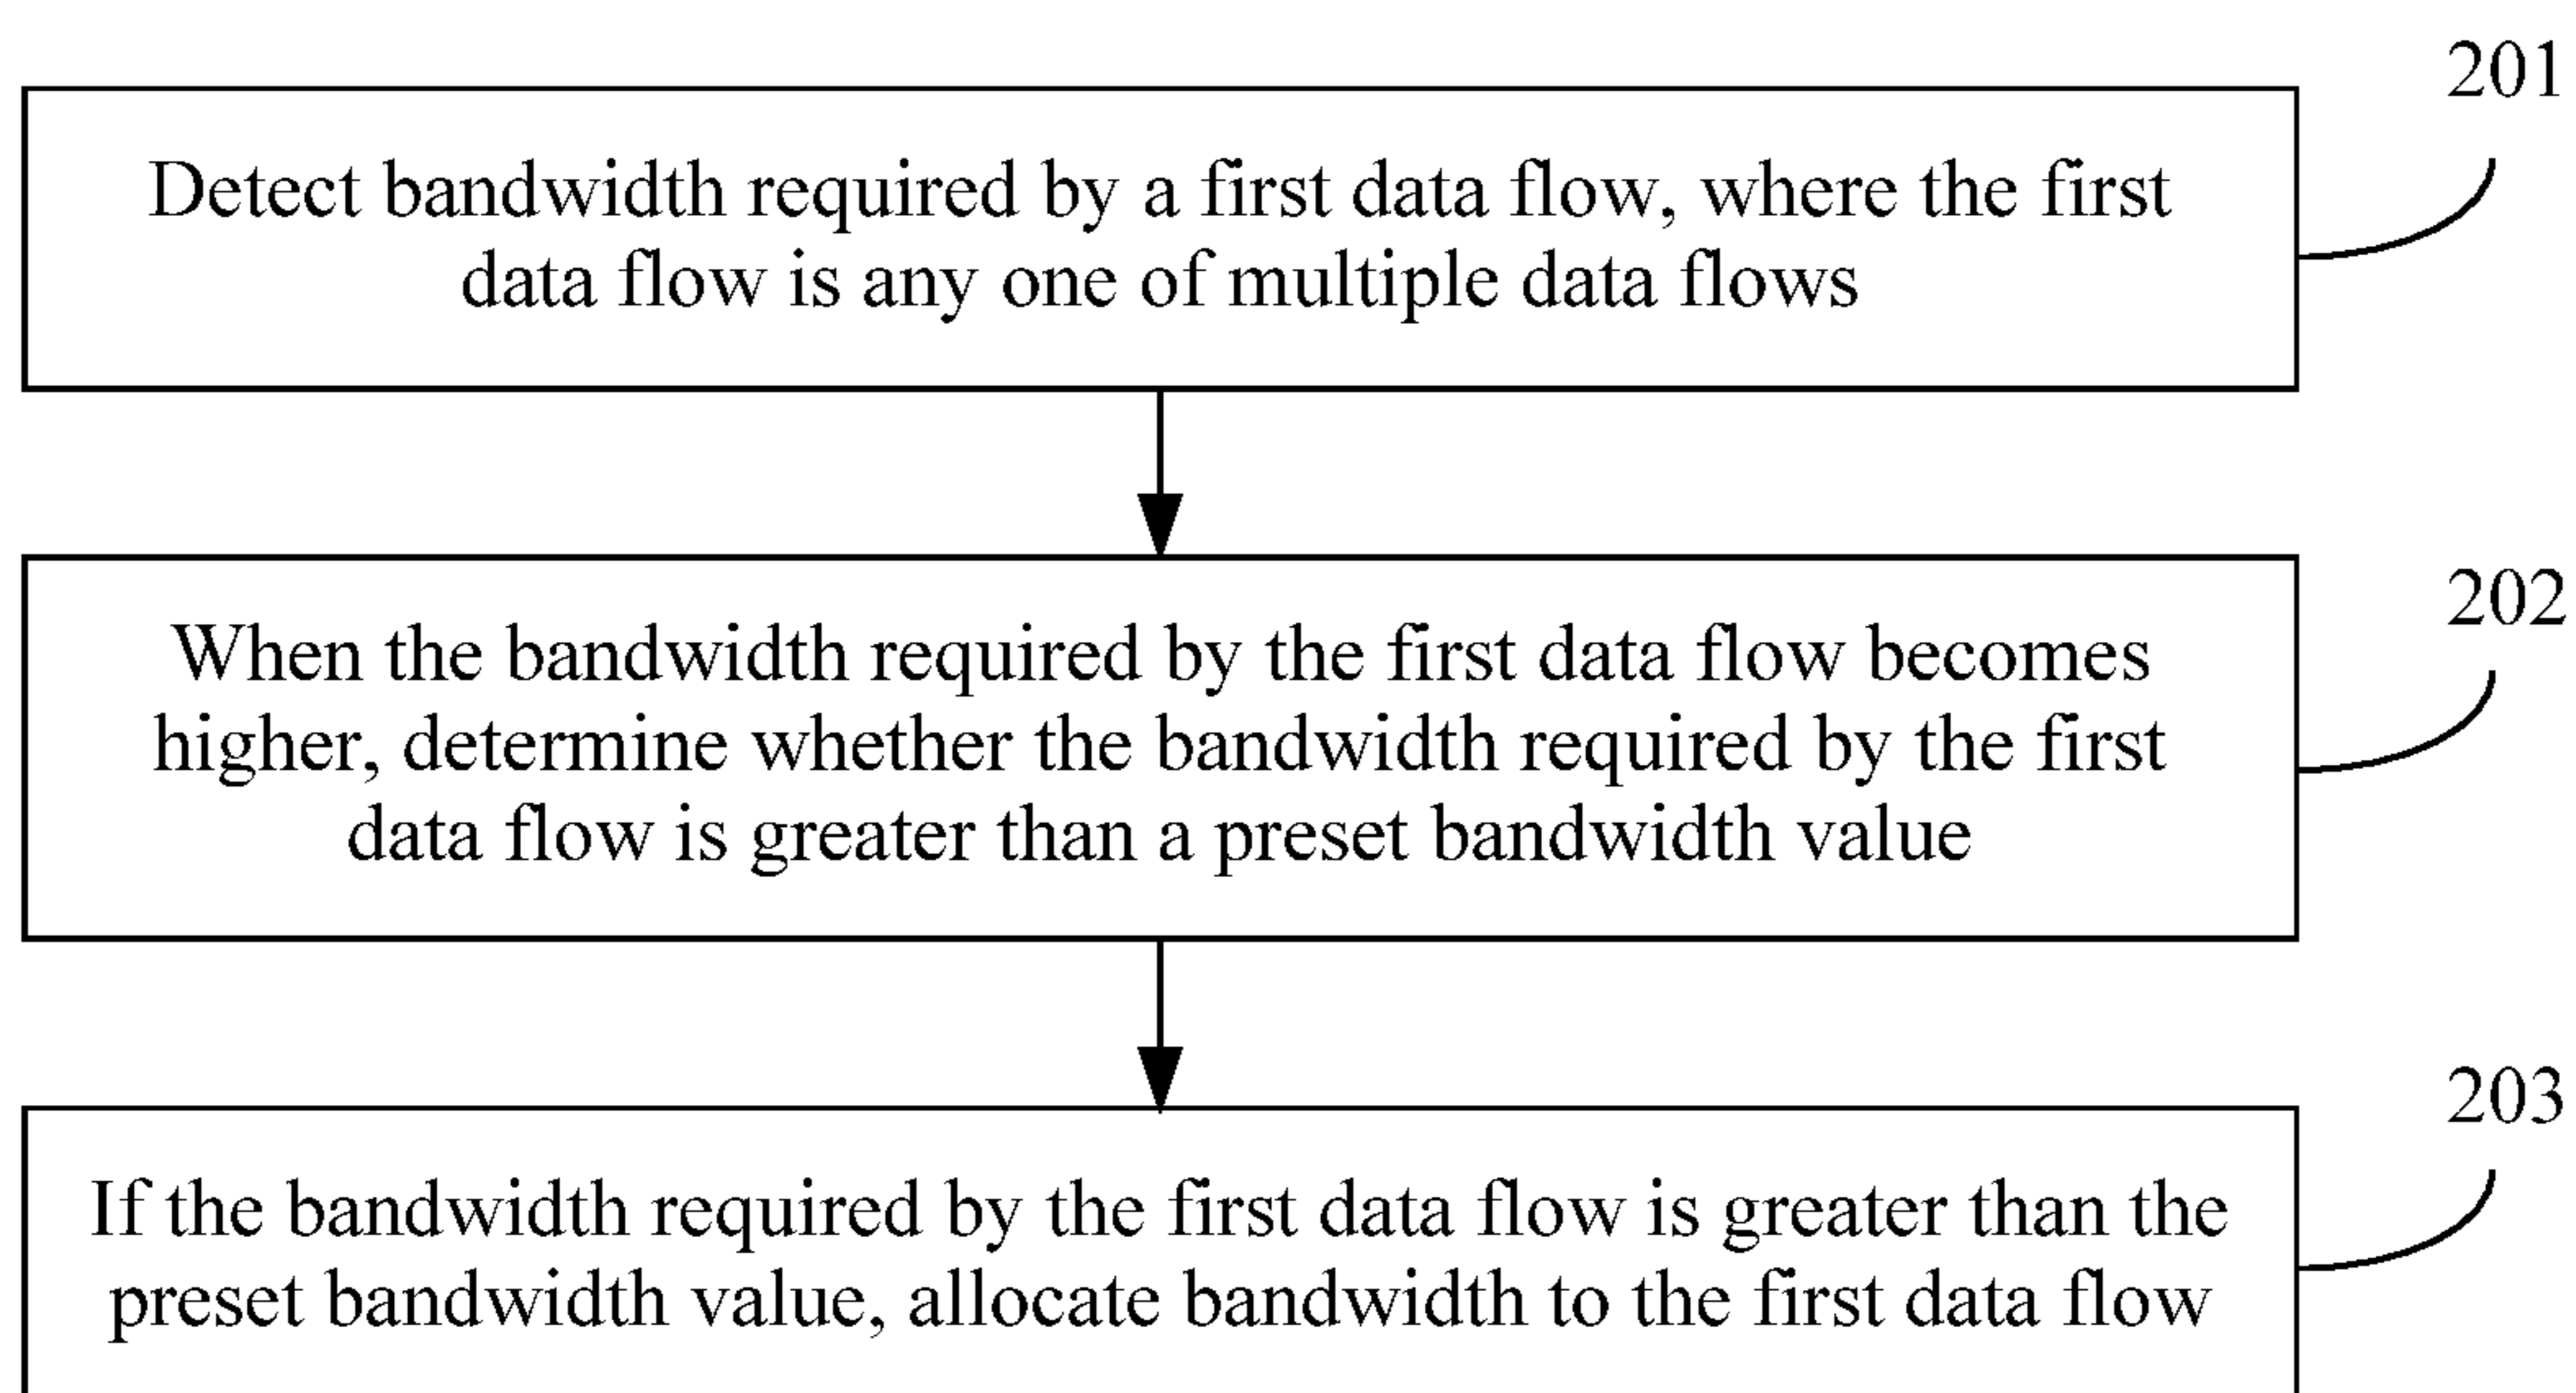 201
Detect bandwidth required by a first data flow, where the first
data flow is any one of multiple data flows
202
When the bandwidth required by the first data flow becomes
higher, determine whether the bandwidth required by the first
data flow is greater than a preset bandwidth value
203
If the bandwidth required by the first data flow is greater than the
preset bandwidth value, allocate bandwidth to the first data flow